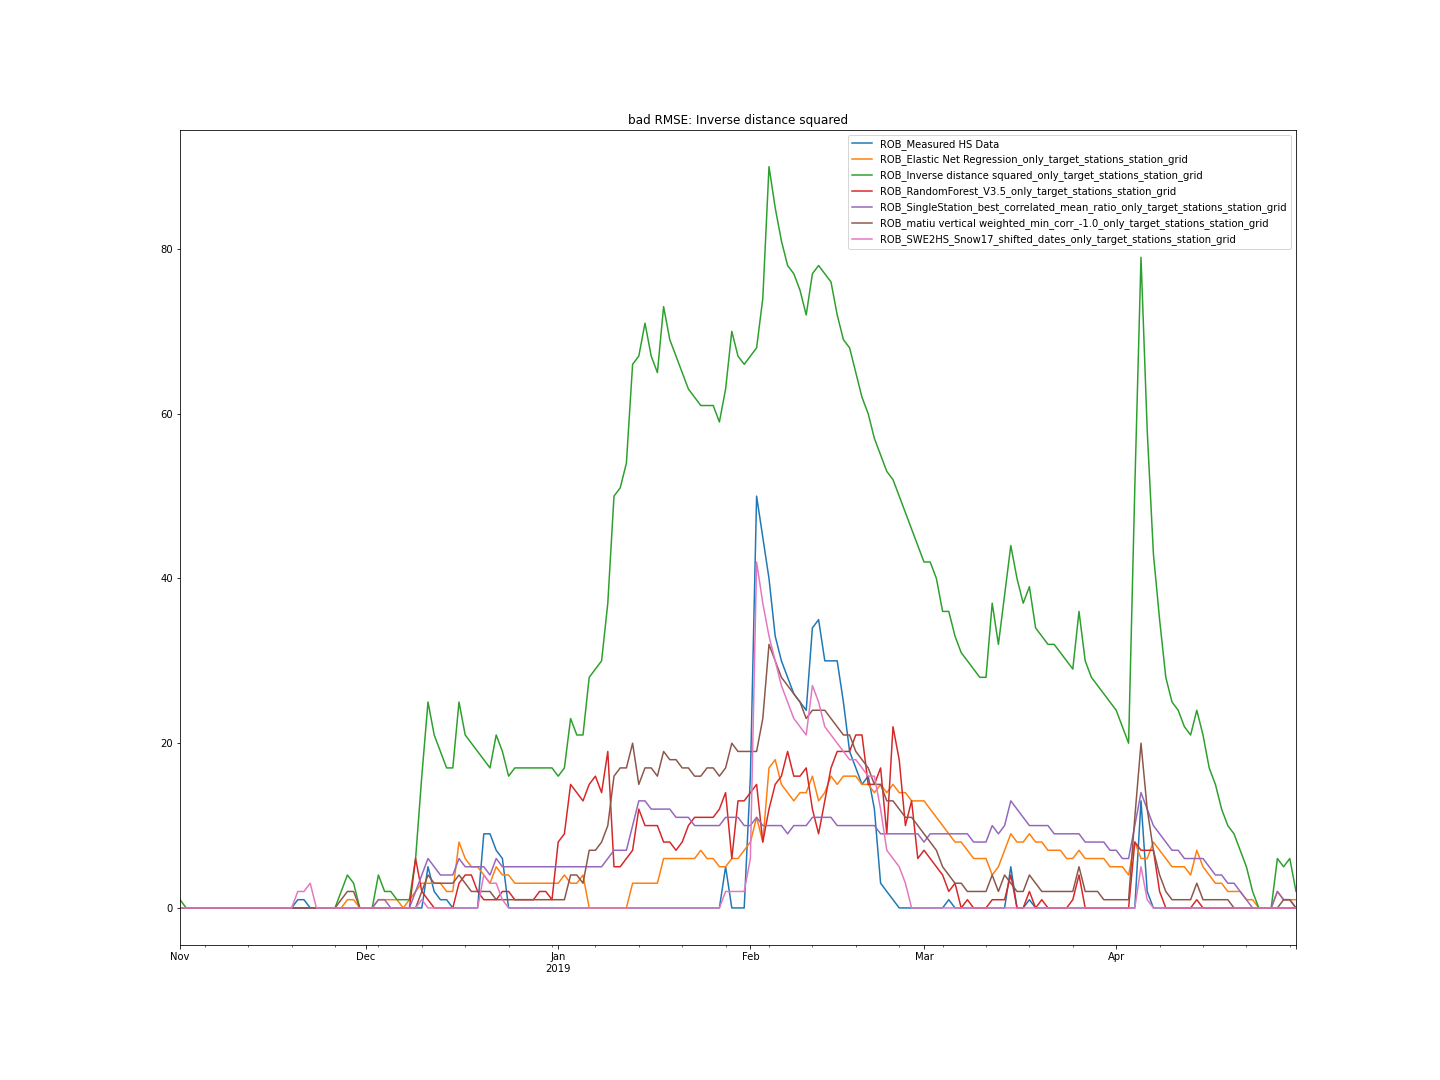 bad RMSE: Inverse distance squared
ROB_Measured HS Data
ROB_Elastic Net Regression_only_target_stations_station_grid
ROB_Inverse distance squared_only_target_stations_station_grid
ROB_RandomForest_V3.5_only_target_stations_station_grid
ROB_SingleStation_best_correlated_mean_ratio_only_target_stations_station_grid
ROB_matiu vertical weighted_min_corr_-1.0_only_target_stations_station_grid
ROB_SWE2HS_Snow17_shifted_dates_only_target_stations_station_grid
80
60
40
20
0
Nov Dec Jan Feb Mar Apr
2019